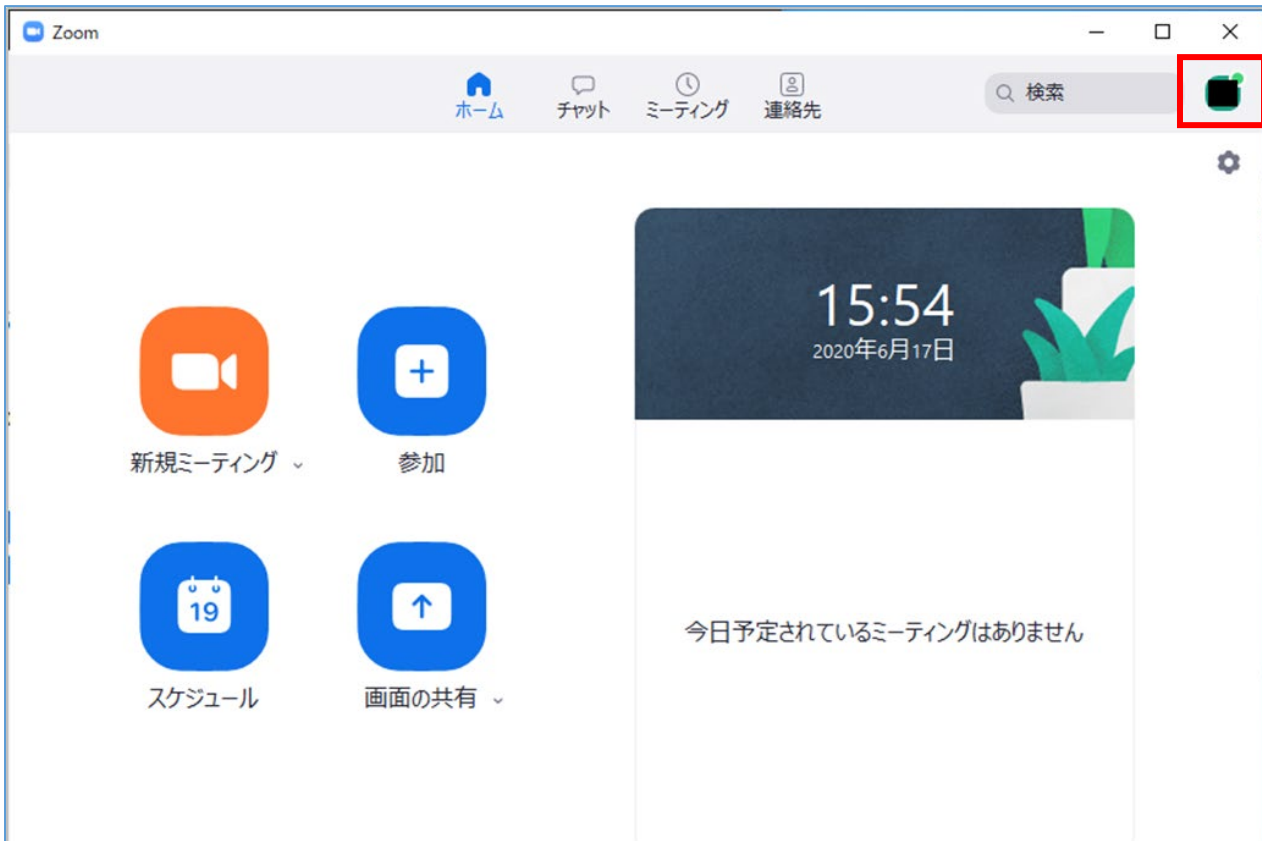 Zoom
ホーム
チャット
ミーティング
連絡先
検索
15:54
2020年6月17日
新規ミーティング
参加
19
スケジュール
画面の共有
今日予定されているミーティングはありません